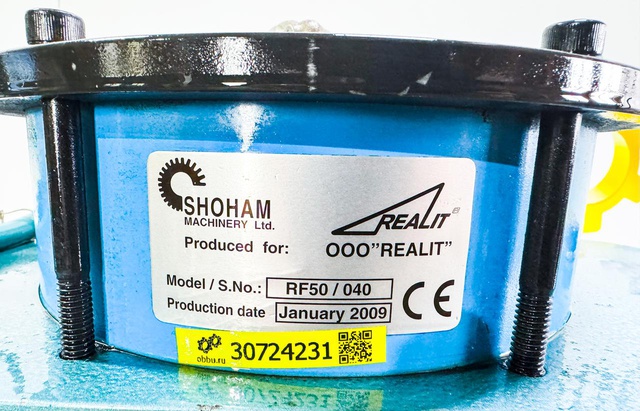 SHOHAM
MACHINERY Ltd.
REALIT
Produced for: OOO"REALIT"
Model / S.No.: RF50 / 040
Production date January 2009
CE
obbu.ru 30724231